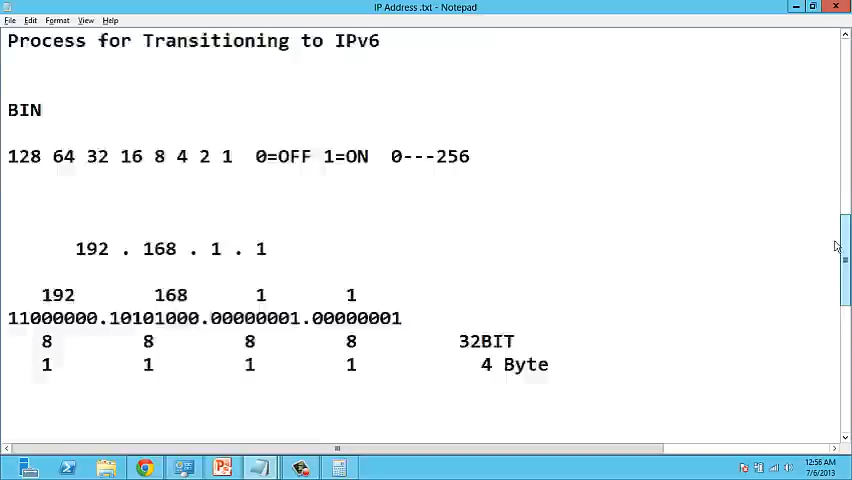 IP Address .txt - Notepad
File Edit Format View Help
Process for Transitioning to IPv6
BIN
128 64 32 16 8 4 2 1 0=OFF 1=ON 0---256
192 . 168 . 1 . 1
192 168 1 1
11000000.10101000.00000001.00000001
8 8 8 8 32BIT
1 1 1 1 4 Byte
12:56 AM
7/6/2013